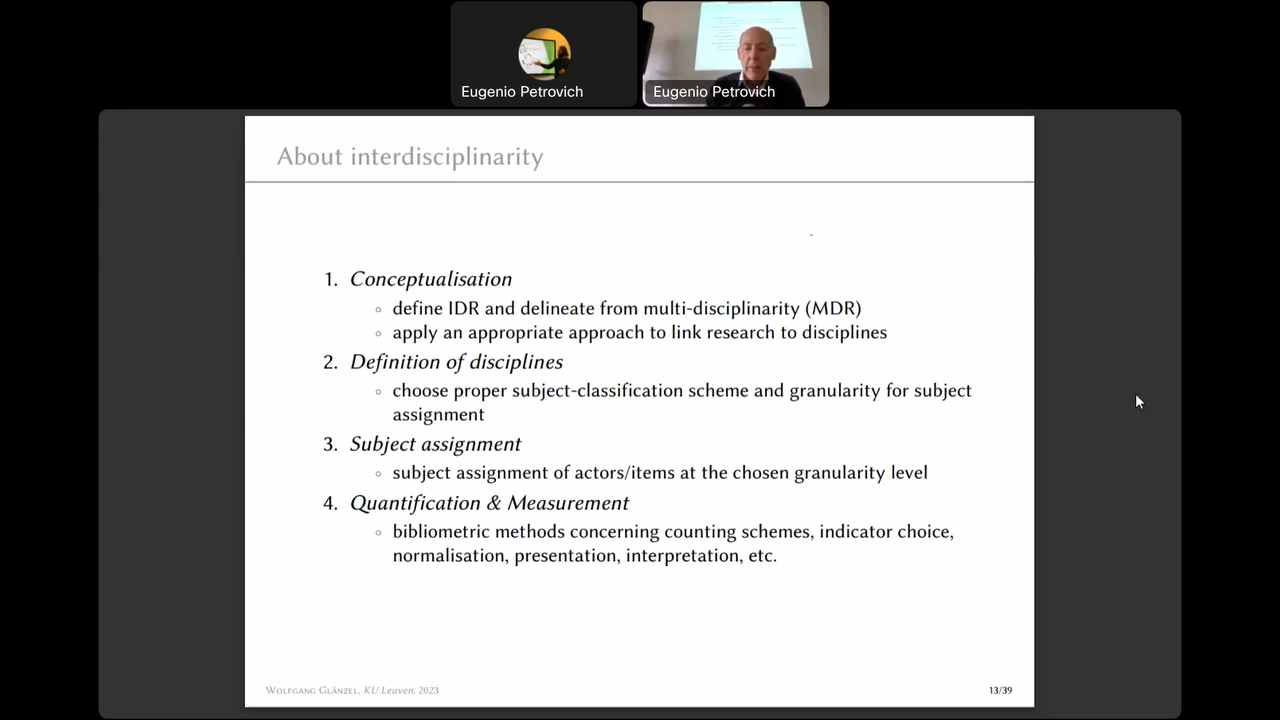 Eugenio Petrovich
Eugenio Petrovich
About interdisciplinarity
1. Conceptualisation
◦ define IDR and delineate from multi-disciplinarity (MDR)
◦ apply an appropriate approach to link research to disciplines
2. Definition of disciplines
◦ choose proper subject-classification scheme and granularity for subject
assignment
3. Subject assignment
◦ subject assignment of actors/items at the chosen granularity level
4. Quantification & Measurement
◦ bibliometric methods concerning counting schemes, indicator choice,
normalisation, presentation, interpretation, etc.
Wolfgang Glänzel, KU Leuven, 2023
13/39